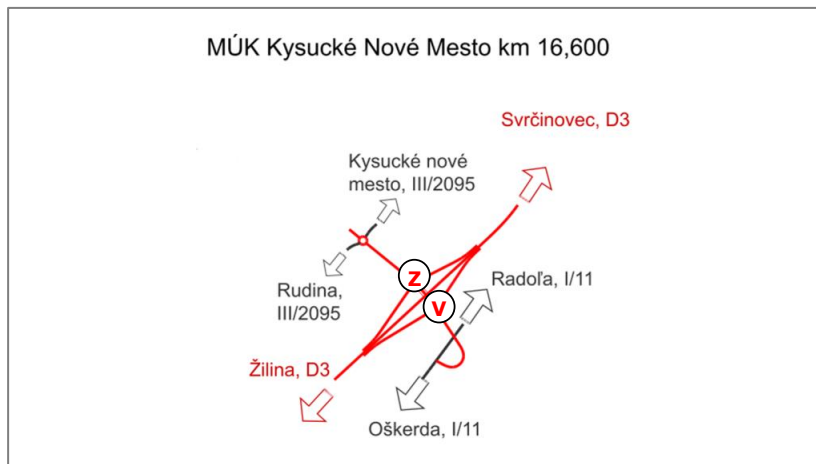 MÚK Kysucké Nové Mesto km 16,600
Svrčinovec, D3
Kysucké nové
mesto, III/2095
Z
Radoľa, I/11
Rudina,
III/2095
V
Žilina, D3
Oškerda, I/11